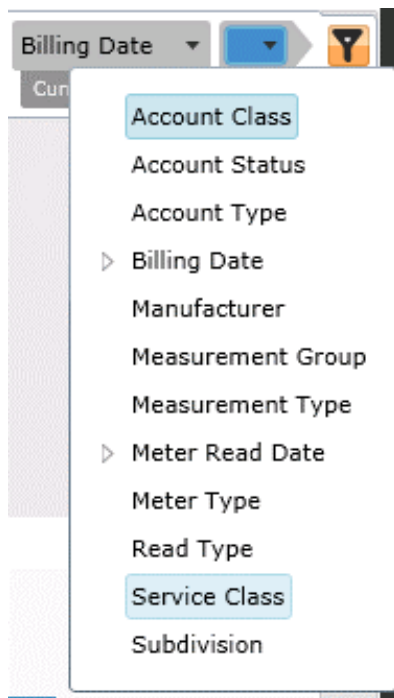 Billing Date
Cur
Account Class
Account Status
Account Type
Billing Date
Manufacturer
Measurement Group
Measurement Type
Meter Read Date
Meter Type
Read Type
Service Class
Subdivision